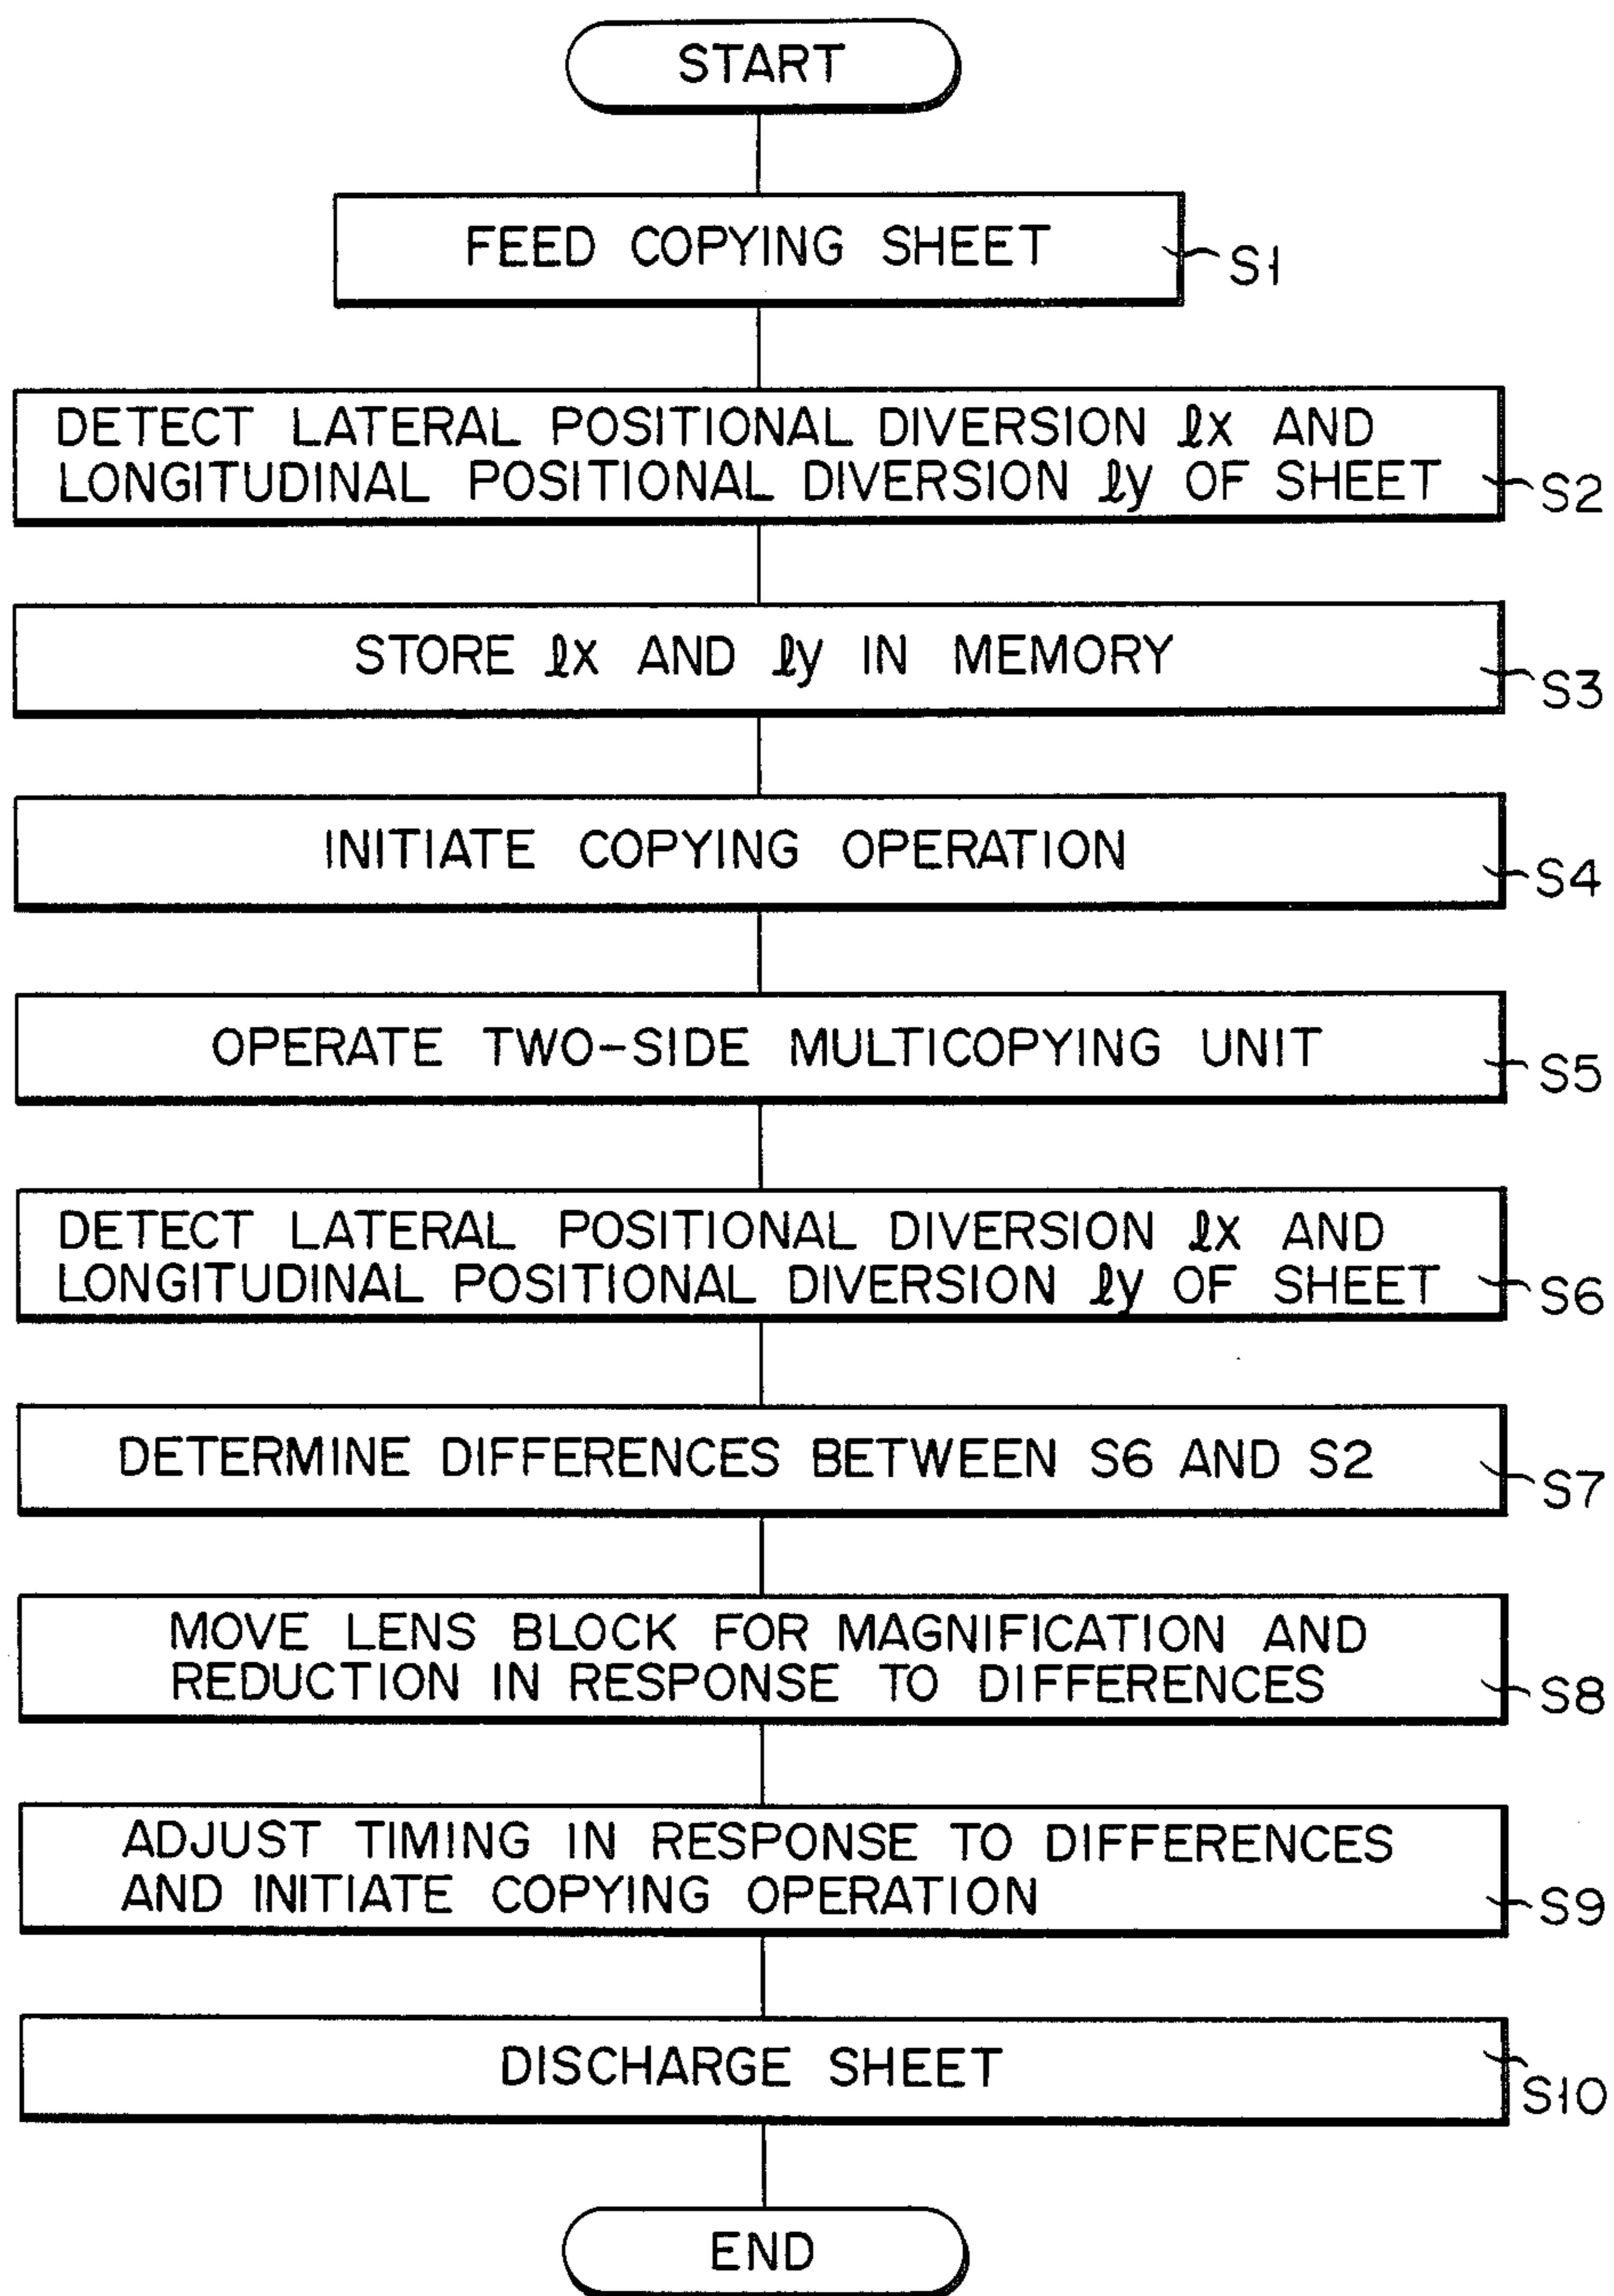 START
FEED COPYING SHEET
S1
DETECT LATERAL POSITIONAL DIVERSION ℓx AND
LONGITUDINAL POSITIONAL DIVERSION ℓy OF SHEET
S2
STORE ℓx AND ℓy IN MEMORY
S3
INITIATE COPYING OPERATION
S4
OPERATE TWO-SIDE MULTICOPYING UNIT
S5
DETECT LATERAL POSITIONAL DIVERSION ℓx AND
LONGITUDINAL POSITIONAL DIVERSION ℓy OF SHEET
S6
DETERMINE DIFFERENCES BETWEEN S6 AND S2
S7
MOVE LENS BLOCK FOR MAGNIFICATION AND
REDUCTION IN RESPONSE TO DIFFERENCES
S8
ADJUST TIMING IN RESPONSE TO DIFFERENCES
AND INITIATE COPYING OPERATION
S9
DISCHARGE SHEET
S10
END